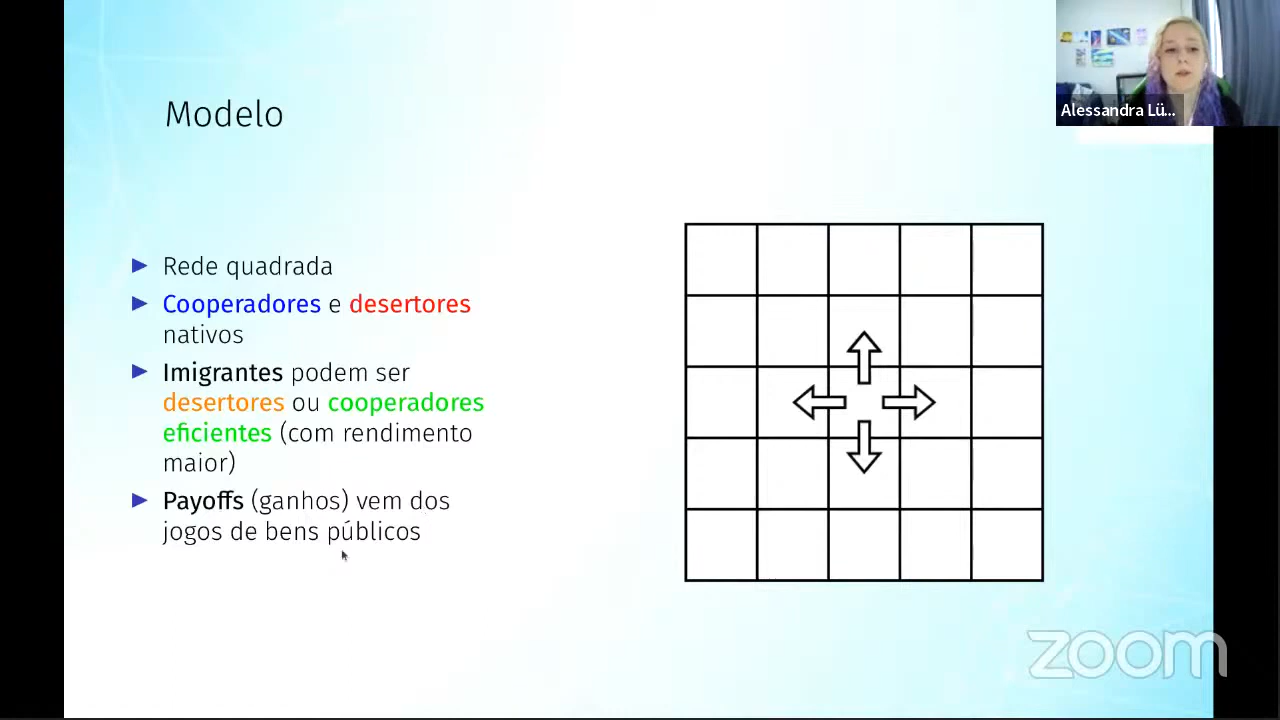 Modelo
Rede quadrada
Cooperadores e desertores
nativos
Imigrantes podem ser
desertores ou cooperadores
eficientes (com rendimento
maior)
Payoffs (ganhos) vem dos
jogos de bens públicos
Alessandra Lü...
zoom